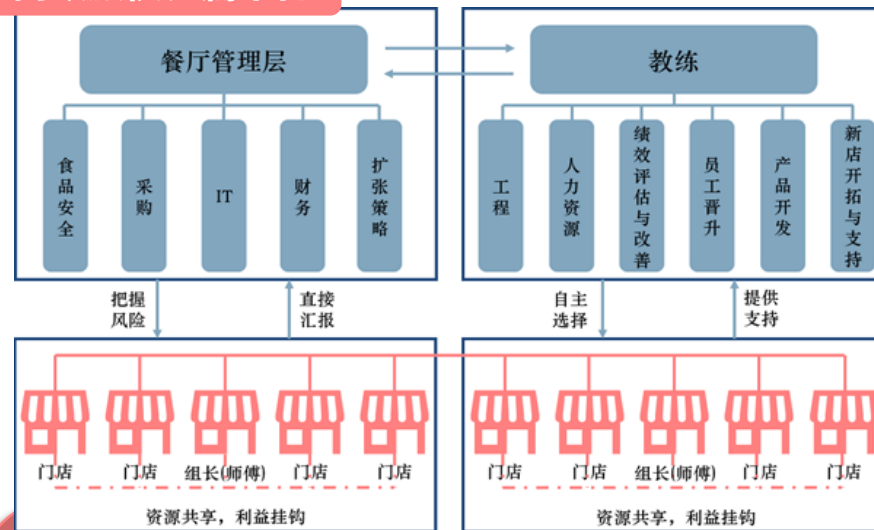 餐厅管理层
教练
食品安全
采购
IT
财务
扩张策略
工程
人力资源
绩效评估与改善
员工晋升
产品开发
新店开拓与支持
把握
风险
直接
汇报
自主
选择
提供
支持
门店
门店
组长(师傅)
门店
门店
门店
门店
组长(师傅)
门店
门店
资源共享，利益挂钩
资源共享，利益挂钩